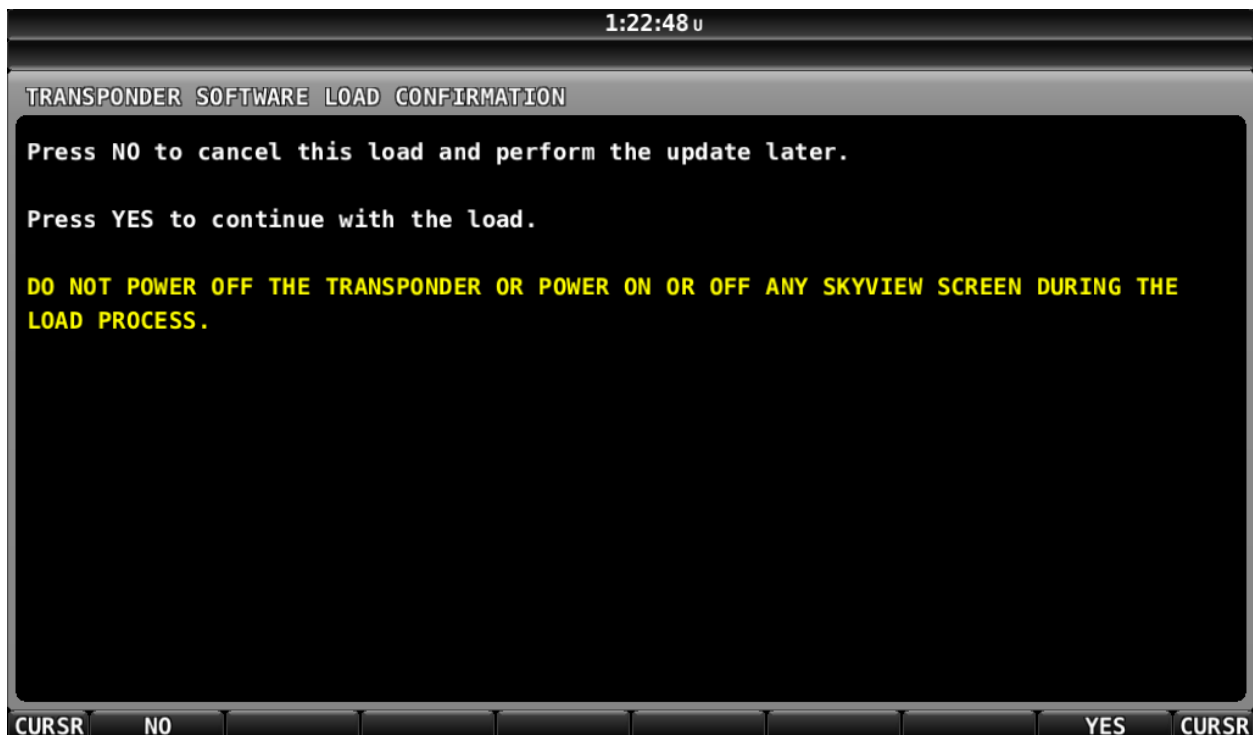 1:22:48 U
TRANSPONDER SOFTWARE LOAD CONFIRMATION
Press NO to cancel this load and perform the update later.
Press YES to continue with the load.
DO NOT POWER OFF THE TRANSPONDER OR POWER ON OR OFF ANY SKYVIEW SCREEN DURING THE
LOAD PROCESS.
CURSR NO YES CURSR